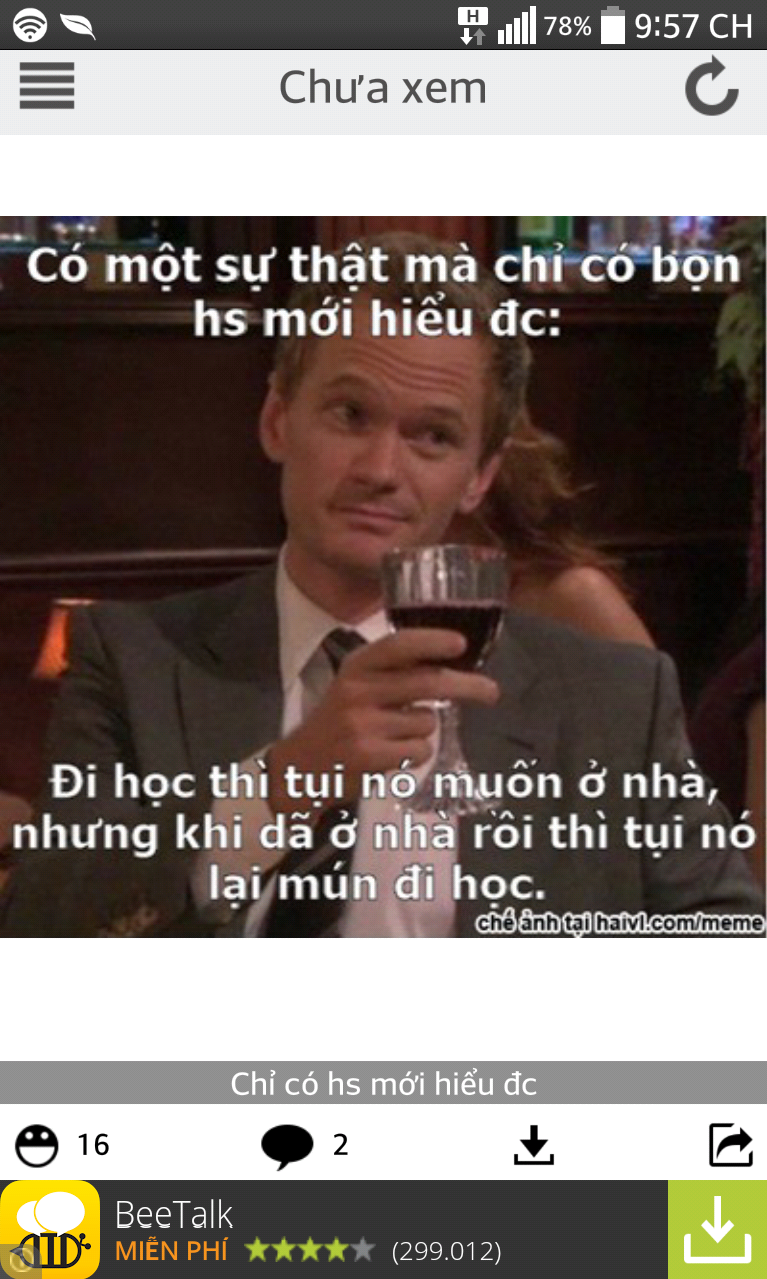 H
78%
9:57 CH
Chưa xem
Có một sự thật mà chỉ có bọn
hs mới hiểu đc:
Đi học thì tụi nó muốn ở nhà,
nhưng khi dã ở nhà rồi thì tụi nó
lại mún đi học.
chế ảnh tại haivl.com/meme
Chỉ có hs mới hiểu đc
16
2
BeeTalk
MIỄN PHÍ
(299.012)